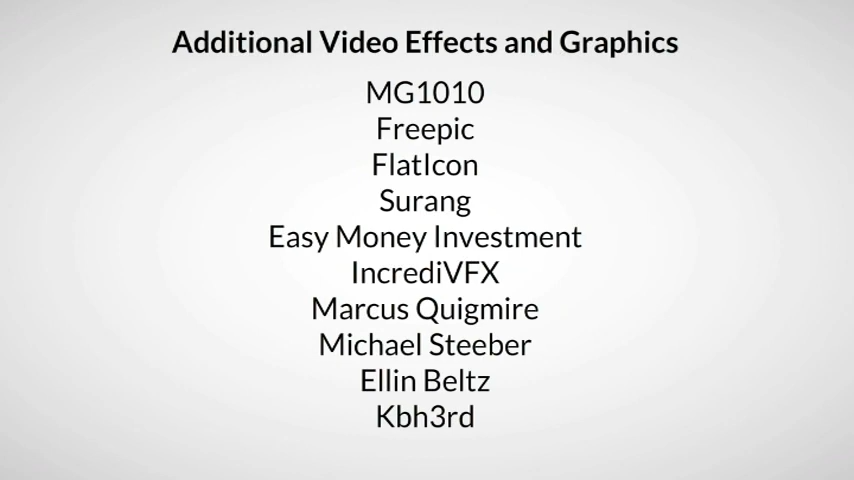 Additional Video Effects and Graphics
MG1010
Freepic
FlatIcon
Surang
Easy Money Investment
IncrediVFX
Marcus Quigmire
Michael Steeber
Ellin Beltz
Kbh3rd